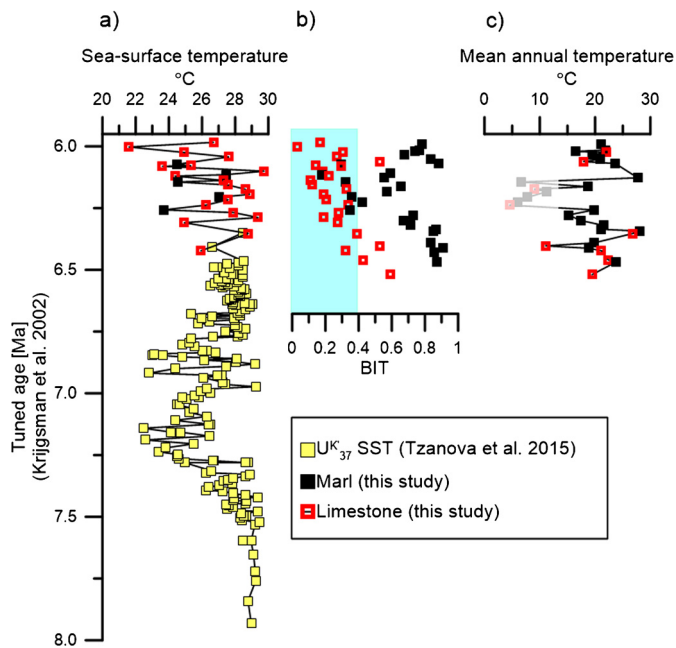 a)
b)
c)
Sea-surface temperature
°C
Mean annual temperature
°C
20 22 24 26 28 30
0 10 20 30
6.0
6.5
7.0
7.5
8.0
Tuned age [Ma]
(Krijgsman et al. 2002)
0 0.2 0.4 0.6 0.8 1
BIT
Uᴷ'₃₇ SST (Tzanova et al. 2015)
Marl (this study)
Limestone (this study)